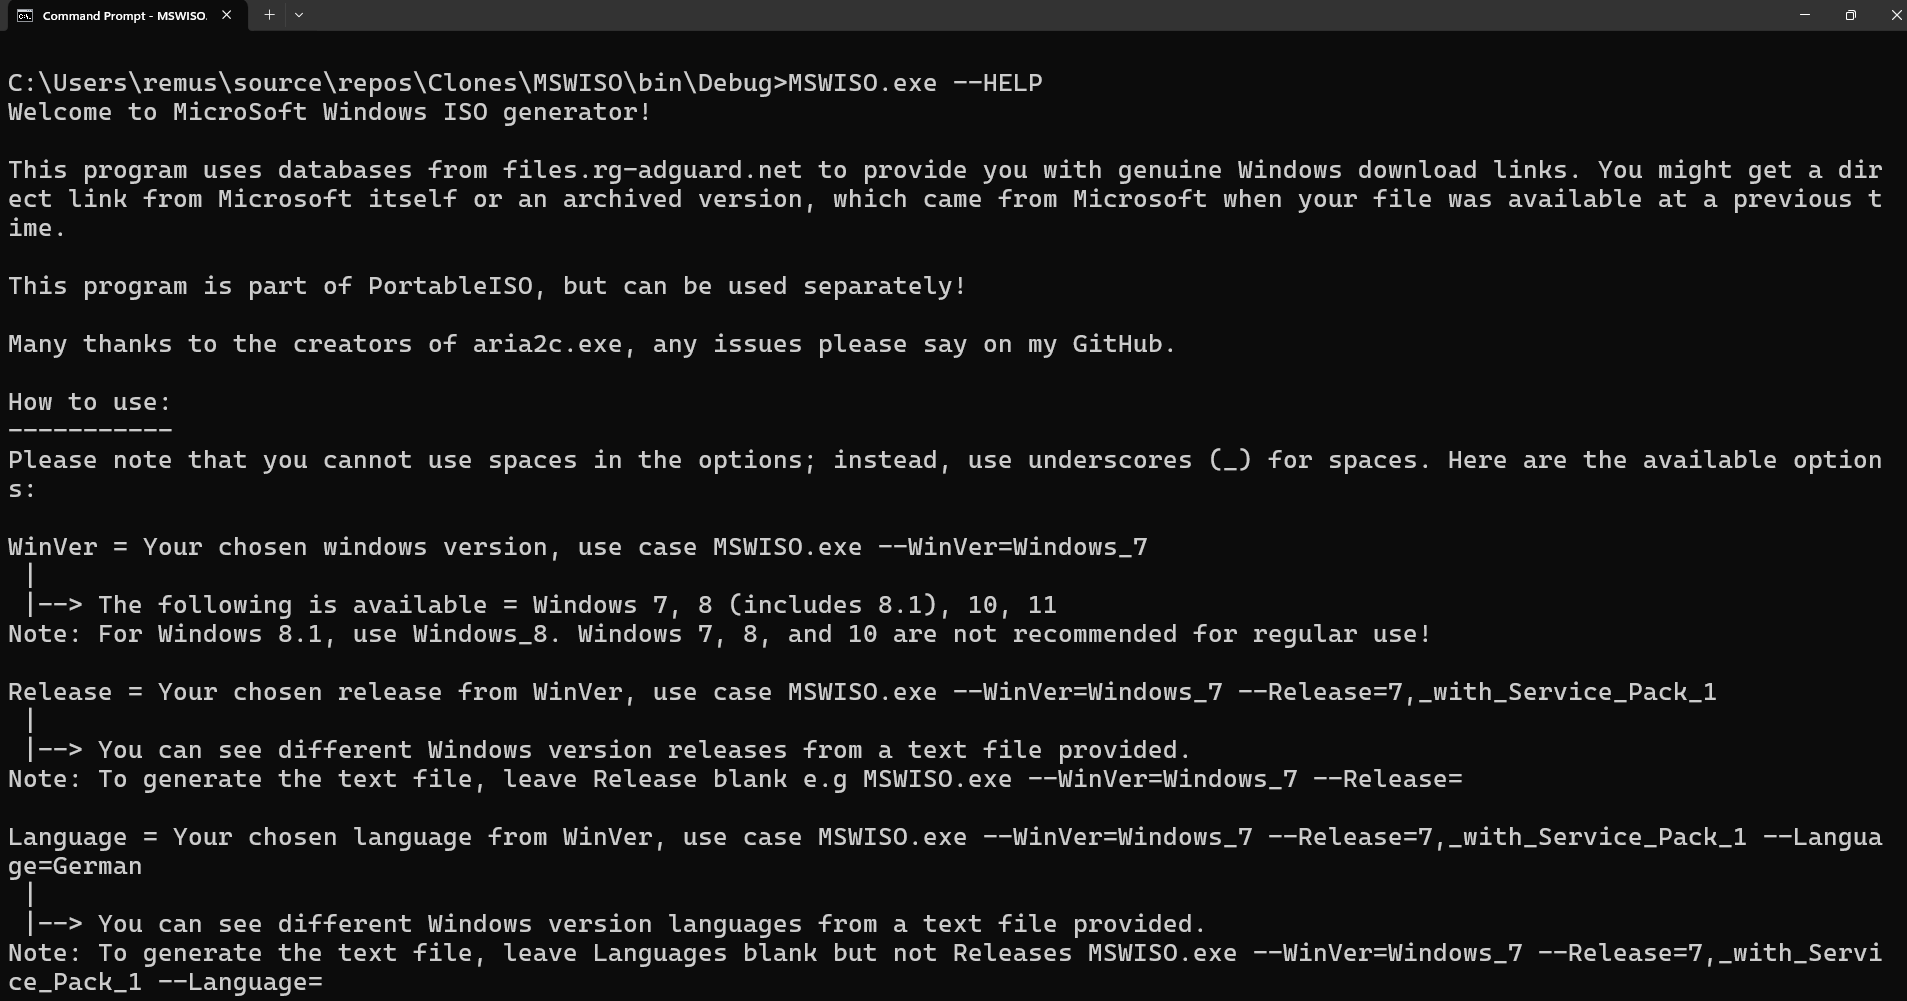 Command Prompt - MSWISO.
C:\Users\remus\source\repos\Clones\MSWISO\bin\Debug>MSWISO.exe --HELP
Welcome to MicroSoft Windows ISO generator!
This program uses databases from files.rg-adguard.net to provide you with genuine Windows download links. You might get a dir
ect link from Microsoft itself or an archived version, which came from Microsoft when your file was available at a previous t
ime.
This program is part of PortableISO, but can be used separately!
Many thanks to the creators of aria2c.exe, any issues please say on my GitHub.
How to use:
-----------
Please note that you cannot use spaces in the options; instead, use underscores (_) for spaces. Here are the available option
s:
WinVer = Your chosen windows version, use case MSWISO.exe --WinVer=Windows_7
|
|--> The following is available = Windows 7, 8 (includes 8.1), 10, 11
Note: For Windows 8.1, use Windows_8. Windows 7, 8, and 10 are not recommended for regular use!
Release = Your chosen release from WinVer, use case MSWISO.exe --WinVer=Windows_7 --Release=7,_with_Service_Pack_1
|
|--> You can see different Windows version releases from a text file provided.
Note: To generate the text file, leave Release blank e.g MSWISO.exe --WinVer=Windows_7 --Release=
Language = Your chosen language from WinVer, use case MSWISO.exe --WinVer=Windows_7 --Release=7,_with_Service_Pack_1 --Langua
ge=German
|
|--> You can see different Windows version languages from a text file provided.
Note: To generate the text file, leave Languages blank but not Releases MSWISO.exe --WinVer=Windows_7 --Release=7,_with_Servi
ce_Pack_1 --Language=